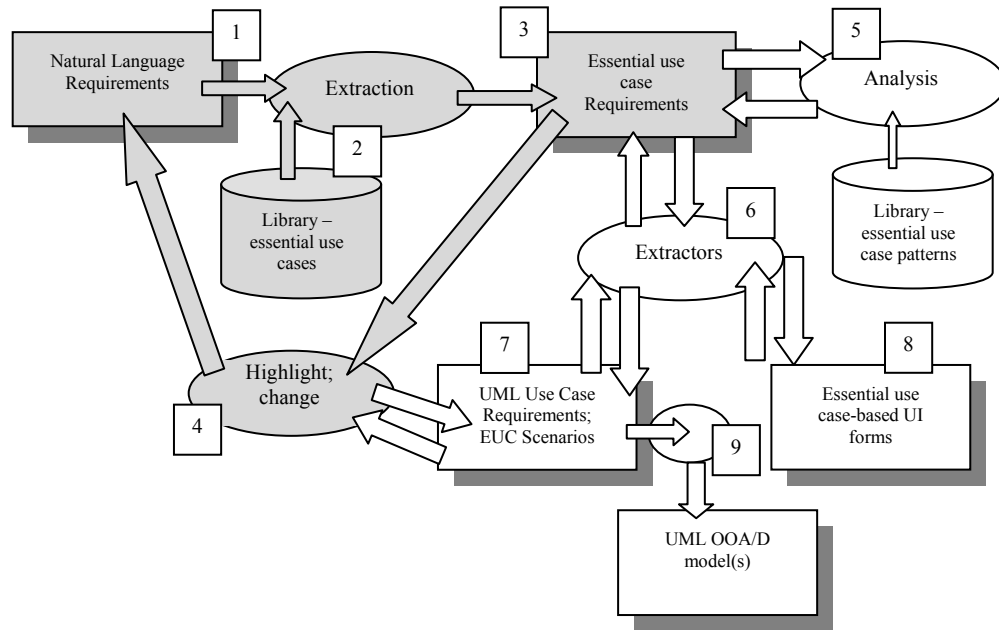 1
Natural Language
Requirements
Extraction
2
Library –
essential use
cases
3
Essential use
case
Requirements
5
Analysis
Library –
essential use
case patterns
6
Extractors
4
Highlight;
change
7
UML Use Case
Requirements;
EUC Scenarios
8
Essential use
case-based UI
forms
9
UML OOA/D
model(s)